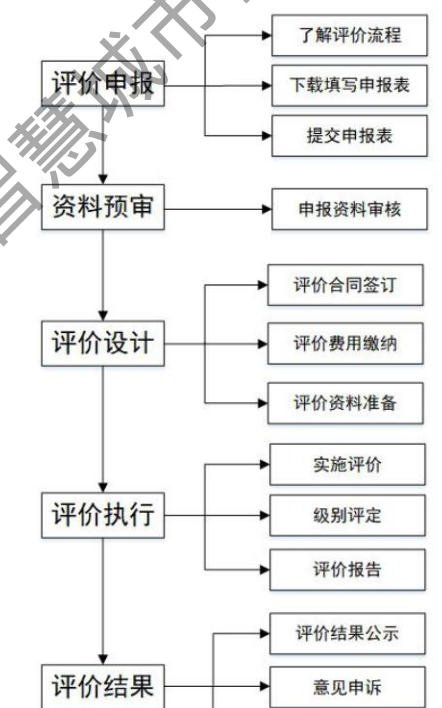 智慧城市
评价申报
了解评价流程
下载填写申报表
提交申报表
资料预审
申报资料审核
评价设计
评价合同签订
评价费用缴纳
评价资料准备
评价执行
实施评价
级别评定
评价报告
评价结果
评价结果公示
意见申诉